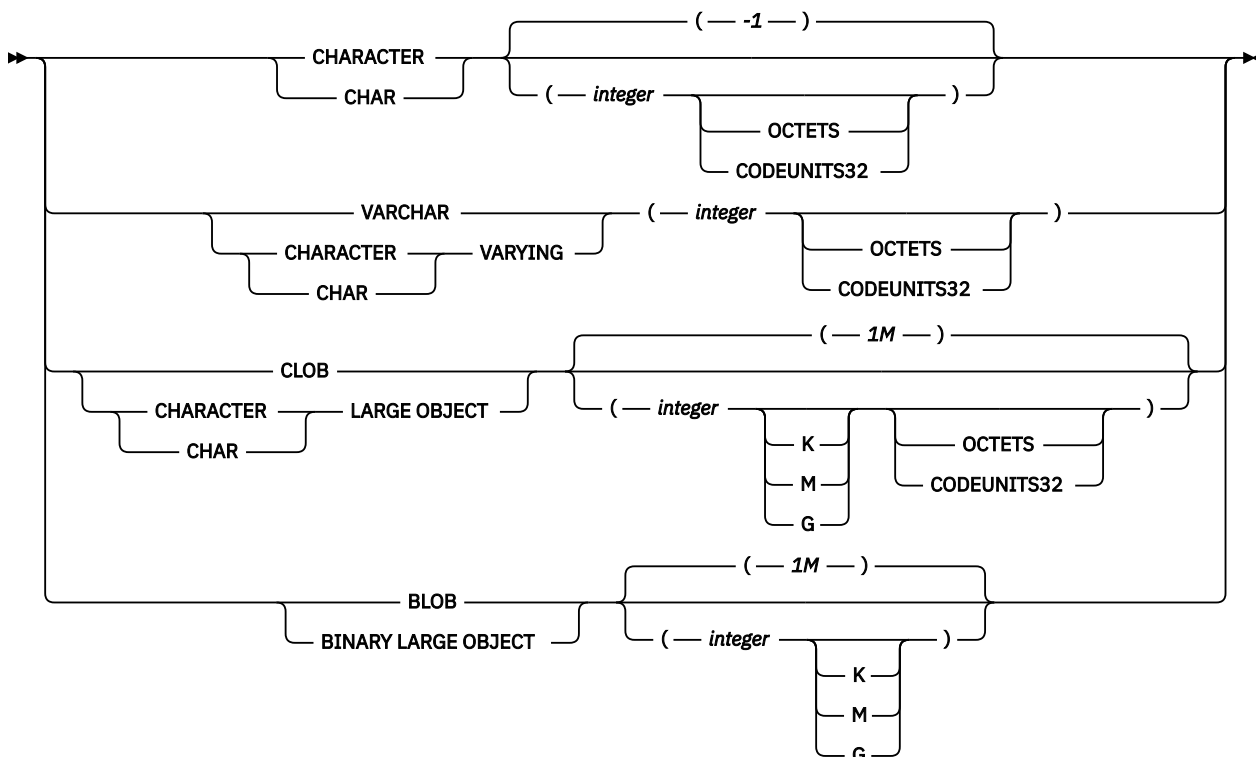 ( -1 )
CHARACTER
CHAR
( integer )
OCTETS
CODEUNITS32
VARCHAR ( integer )
OCTETS
CHARACTER VARYING
CHAR
CODEUNITS32
( 1M )
CLOB
( integer )
CHARACTER LARGE OBJECT
CHAR
K OCTETS
M CODEUNITS32
G
( 1M )
BLOB
( integer )
BINARY LARGE OBJECT
K
M
G